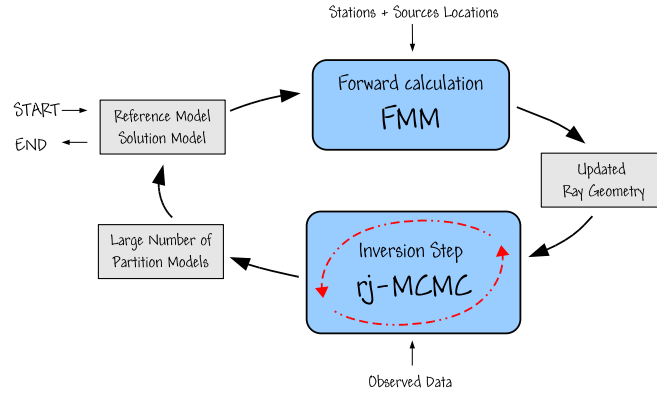 Stations + Sources Locations
Forward calculation
FMM
START
END
Reference Model
Solution Model
Updated
Ray Geometry
Large Number of
Partition Models
Inversion Step
rj-MCMC
Observed Data